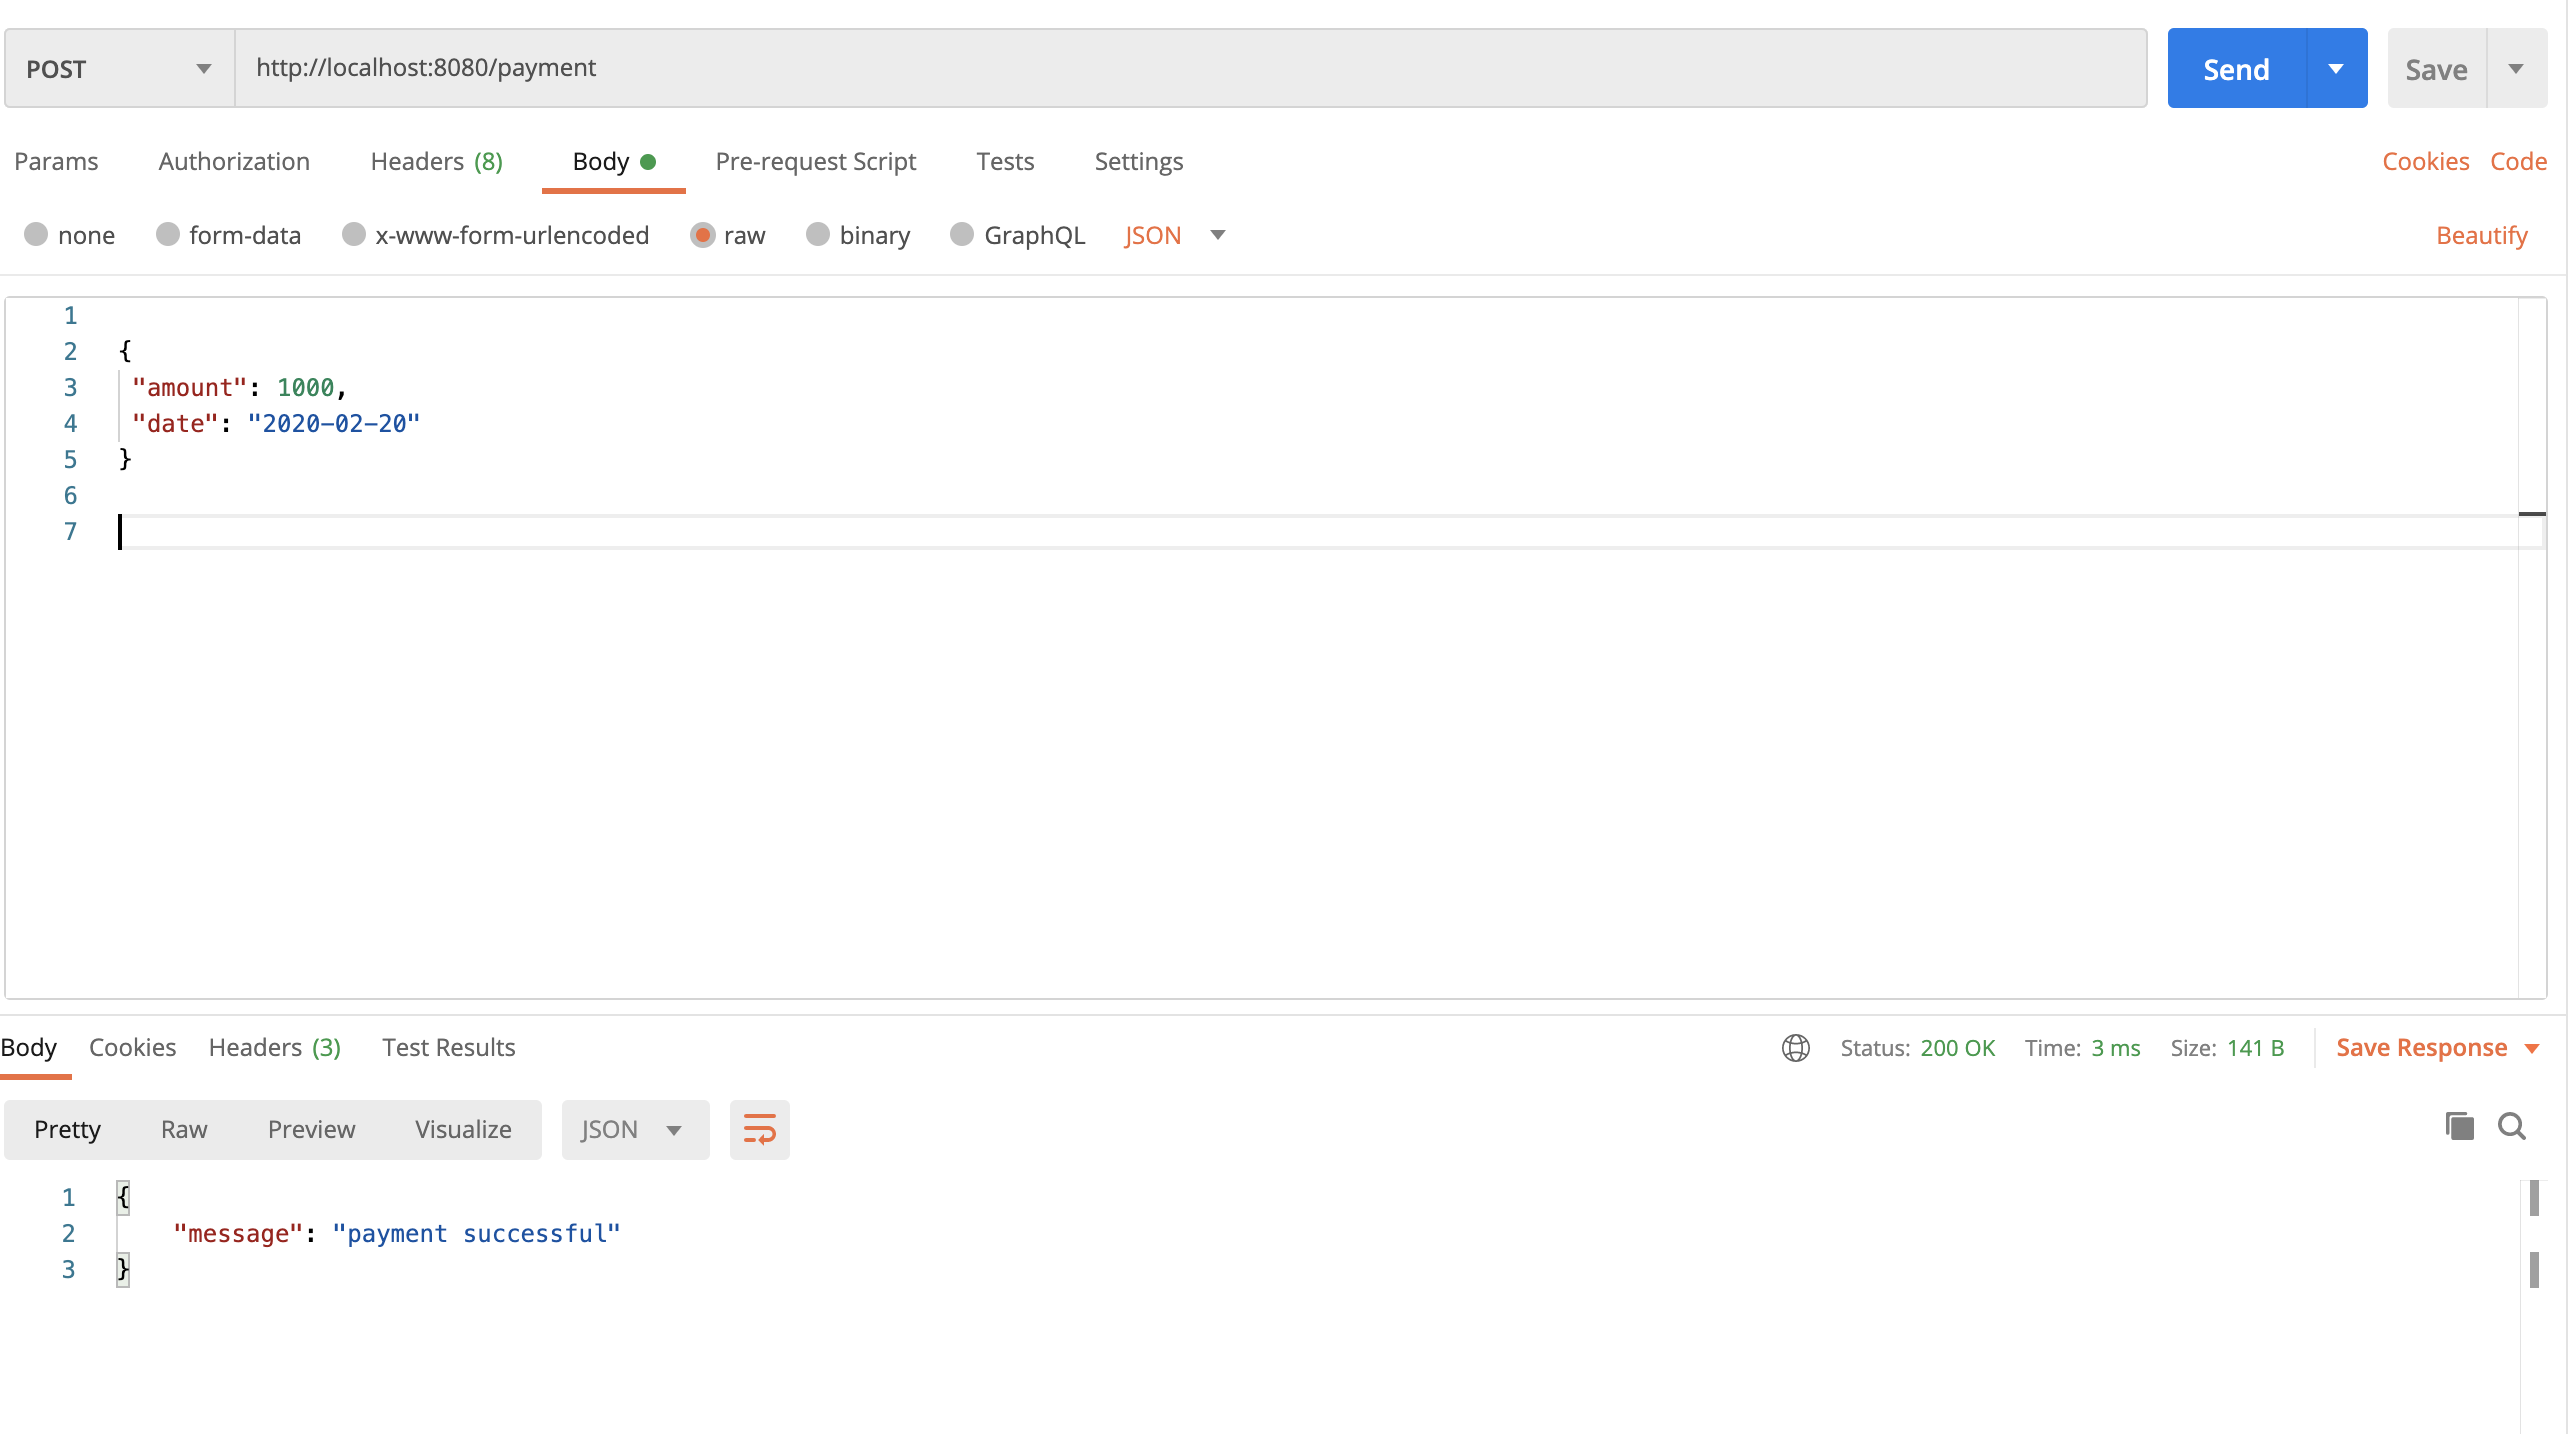 POST http://localhost:8080/payment Send Save
Params Authorization Headers (8) Body Pre-request Script Tests Settings Cookies Code
none form-data x-www-form-urlencoded raw binary GraphQL JSON Beautify
1
2 {
3 "amount": 1000,
4 "date": "2020-02-20"
5 }
6
7
Body Cookies Headers (3) Test Results Status: 200 OK Time: 3 ms Size: 141 B Save Response
Pretty Raw Preview Visualize JSON
1 {
2 "message": "payment successful"
3 }